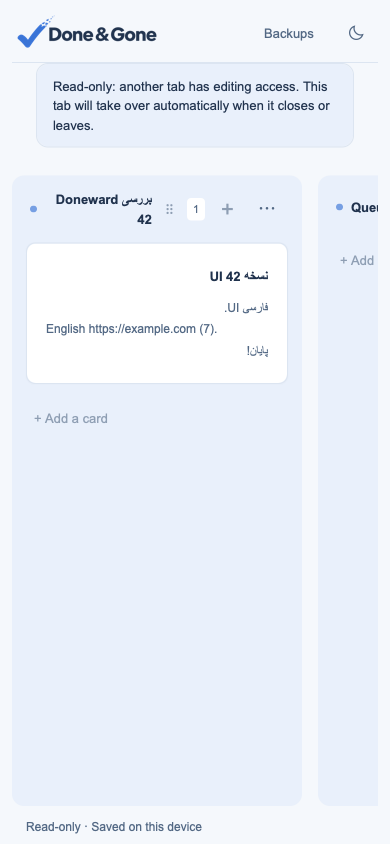 Done & Gone
Backups
Read-only: another tab has editing access. This
tab will take over automatically when it closes or
leaves.
بررسی Doneward
42
1
Que
نسخه 42 UI
فارسی UI.
English https://example.com (7).
پایان!
+ Add a card
+ Add
Read-only · Saved on this device